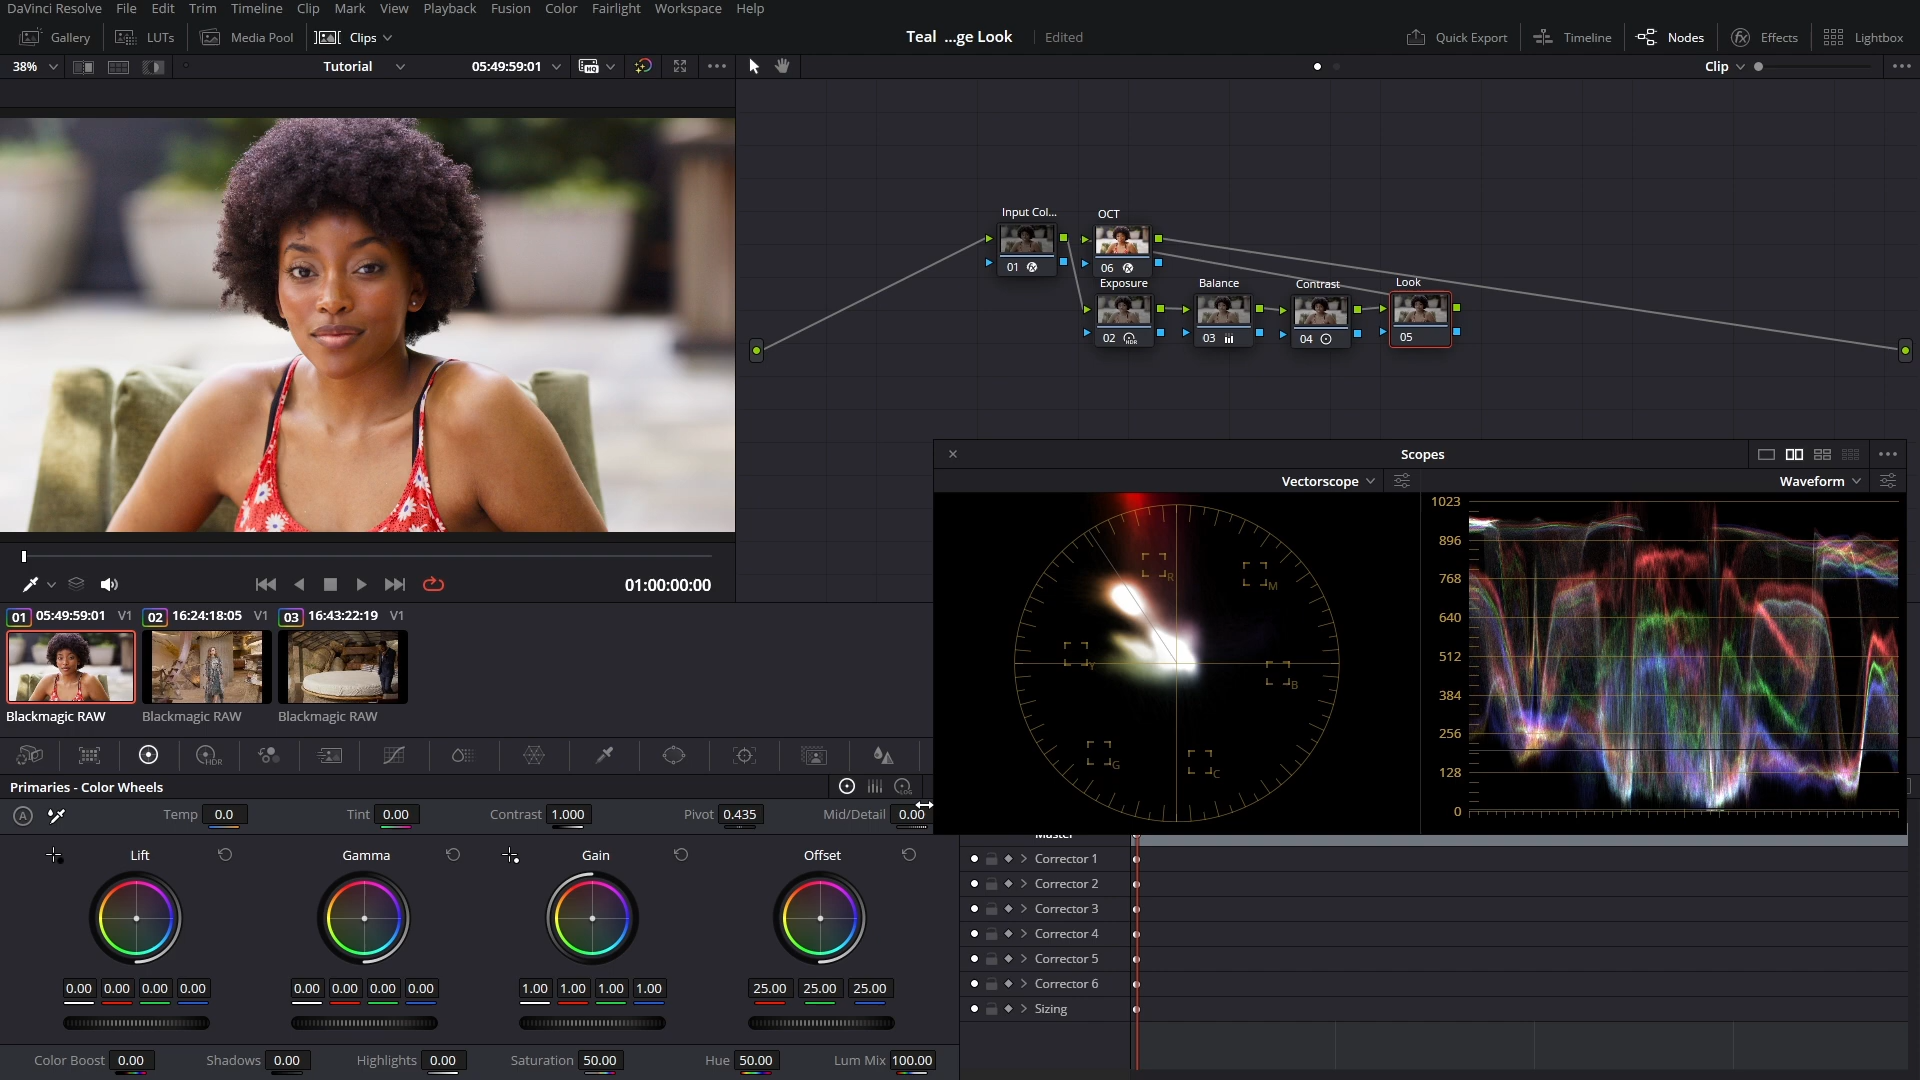 DaVinci Resolve File Edit Trim Timeline Clip Mark View Playback Fusion Color Fairlight Workspace Help
Gallery LUTs Media Pool Clips Teal ...ge Look Edited Quick Export Timeline Nodes Effects Lightbox
38% Tutorial 05:49:59:01 Clip
Input Col... OCT
01 06
Exposure Balance Contrast Look
02 HDR 03 04 05
Scopes
Vectorscope Waveform
R M Y B G C
1023
896
768
640
512
384
256
128
0
01:00:00:00
01 05:49:59:01 V1 02 16:24:18:05 V1 03 16:43:22:19 V1
Blackmagic RAW Blackmagic RAW Blackmagic RAW
HDR
Primaries - Color Wheels LOG
A Temp 0.0 Tint 0.00 Contrast 1.000 Pivot 0.435 Mid/Detail 0.00
Lift Gamma Gain Offset
0.00 0.00 0.00 0.00 0.00 0.00 0.00 0.00 1.00 1.00 1.00 1.00 25.00 25.00 25.00
Color Boost 0.00 Shadows 0.00 Highlights 0.00 Saturation 50.00 Hue 50.00 Lum Mix 100.00
Master
Corrector 1
Corrector 2
Corrector 3
Corrector 4
Corrector 5
Corrector 6
Sizing